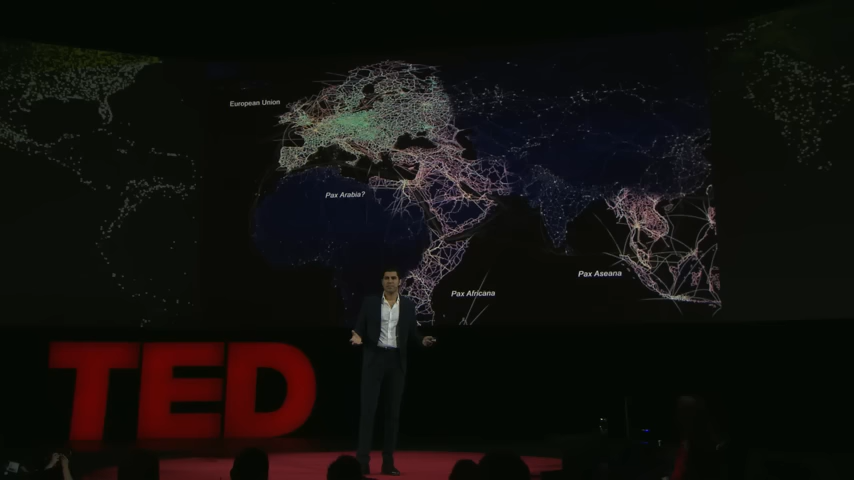 European Union
Pax Arabia?
Pax Aseana
Pax Africana
TED